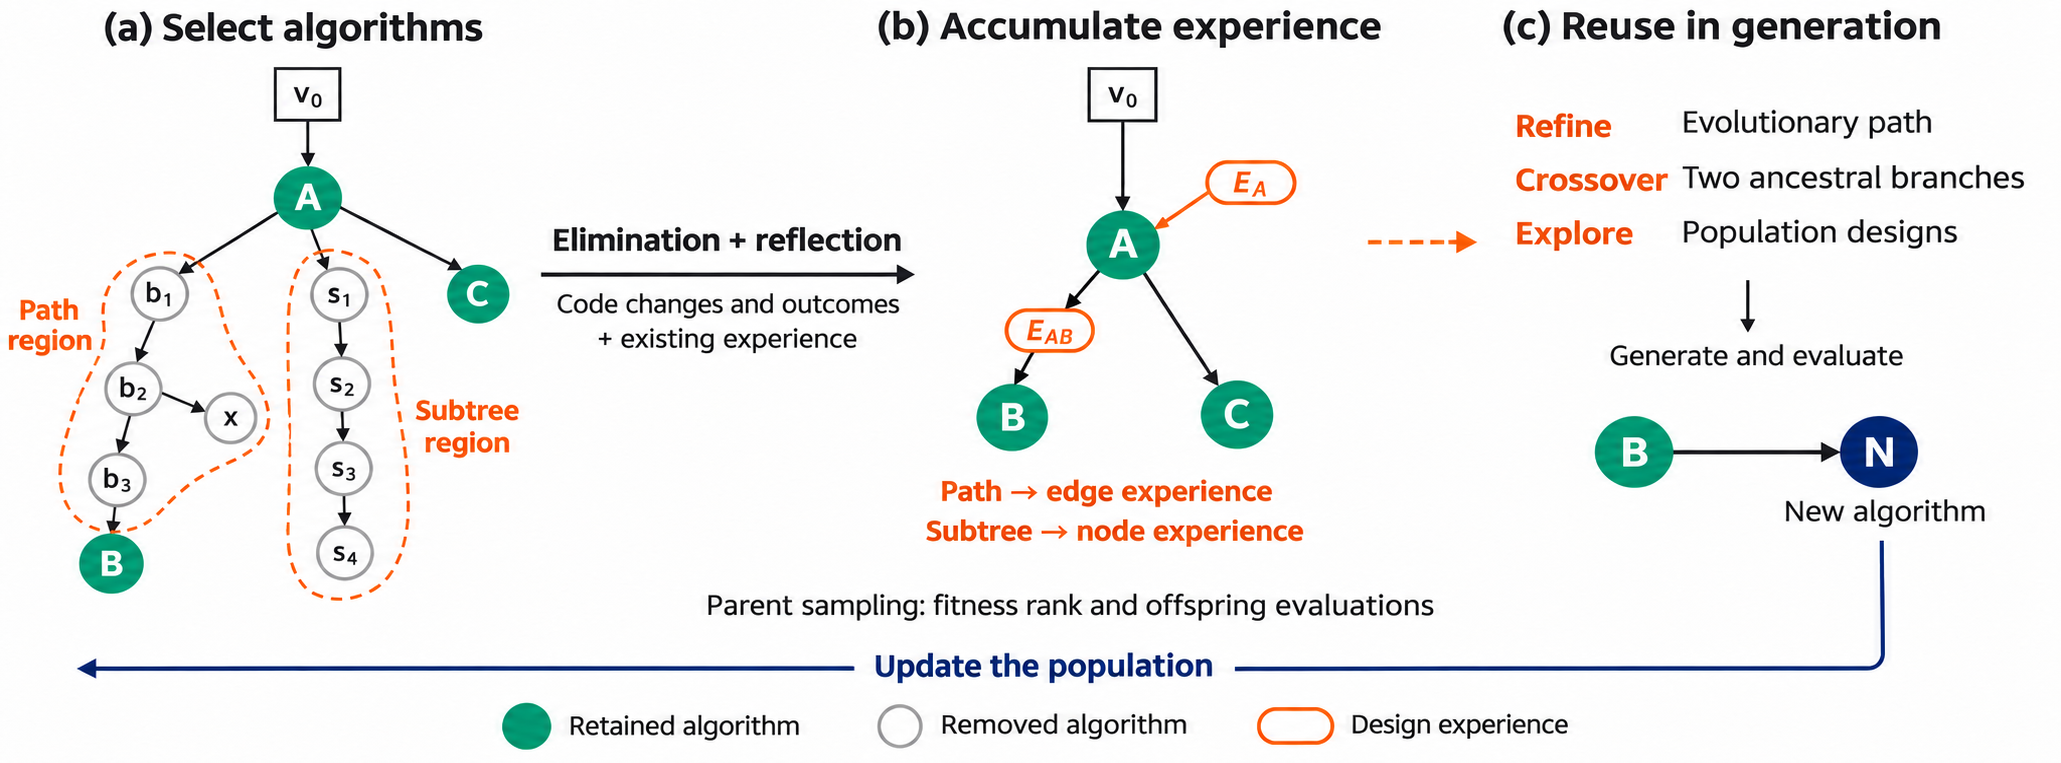 (a) Select algorithms
v₀
A
b₁
s₁
C
Path
region
b₂
x
s₂
Subtree
region
b₃
s₃
s₄
B
Elimination + reflection
Code changes and outcomes
+ existing experience
(b) Accumulate experience
v₀
E_A
A
E_AB
B
C
Path → edge experience
Subtree → node experience
(c) Reuse in generation
Refine Evolutionary path
Crossover Two ancestral branches
Explore Population designs
Generate and evaluate
B
N
New algorithm
Parent sampling: fitness rank and offspring evaluations
Update the population
Retained algorithm
Removed algorithm
Design experience